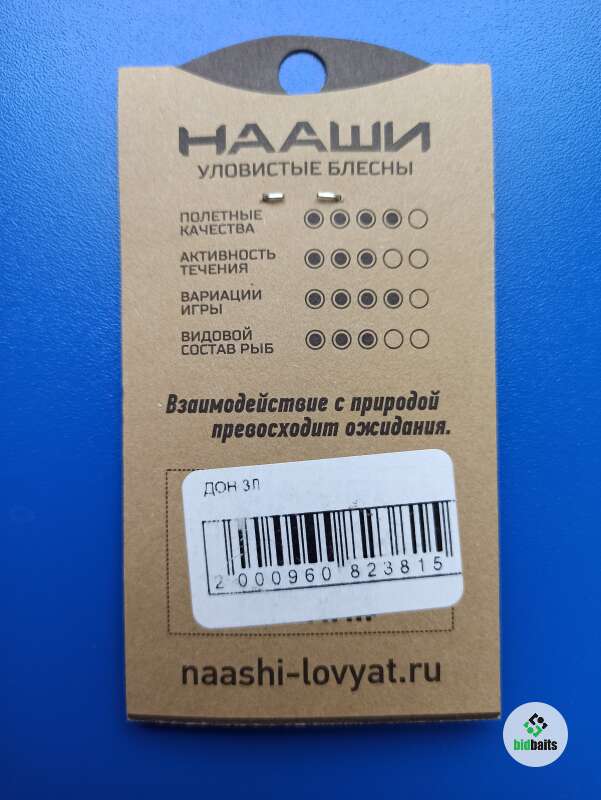 НААШИ
УЛОВИСТЫЕ БЛЕСНЫ
ПОЛЕТНЫЕ
КАЧЕСТВА
АКТИВНОСТЬ
ТЕЧЕНИЯ
ВАРИАЦИИ
ИГРЫ
ВИДОВОЙ
СОСТАВ РЫБ
Взаимодействие с природой
превосходит ожидания.
ДОН 3Л
2 000960 823815
naashi-lovyat.ru
bidbaits